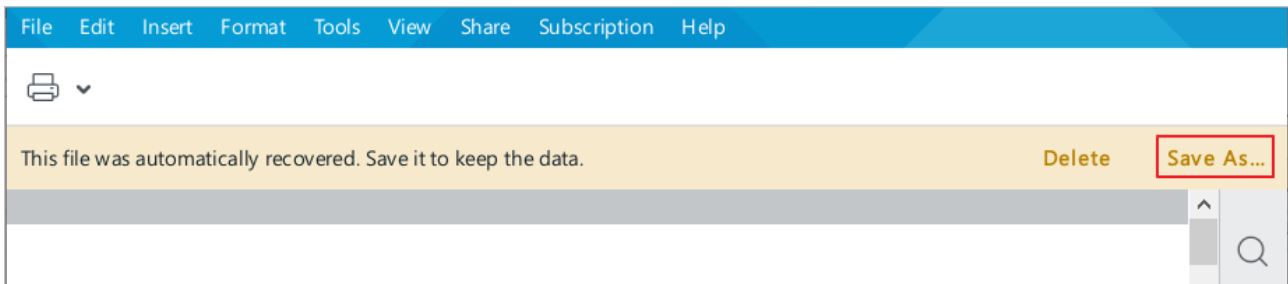 File Edit Insert Format Tools View Share Subscription Help
This file was automatically recovered. Save it to keep the data. Delete Save As...